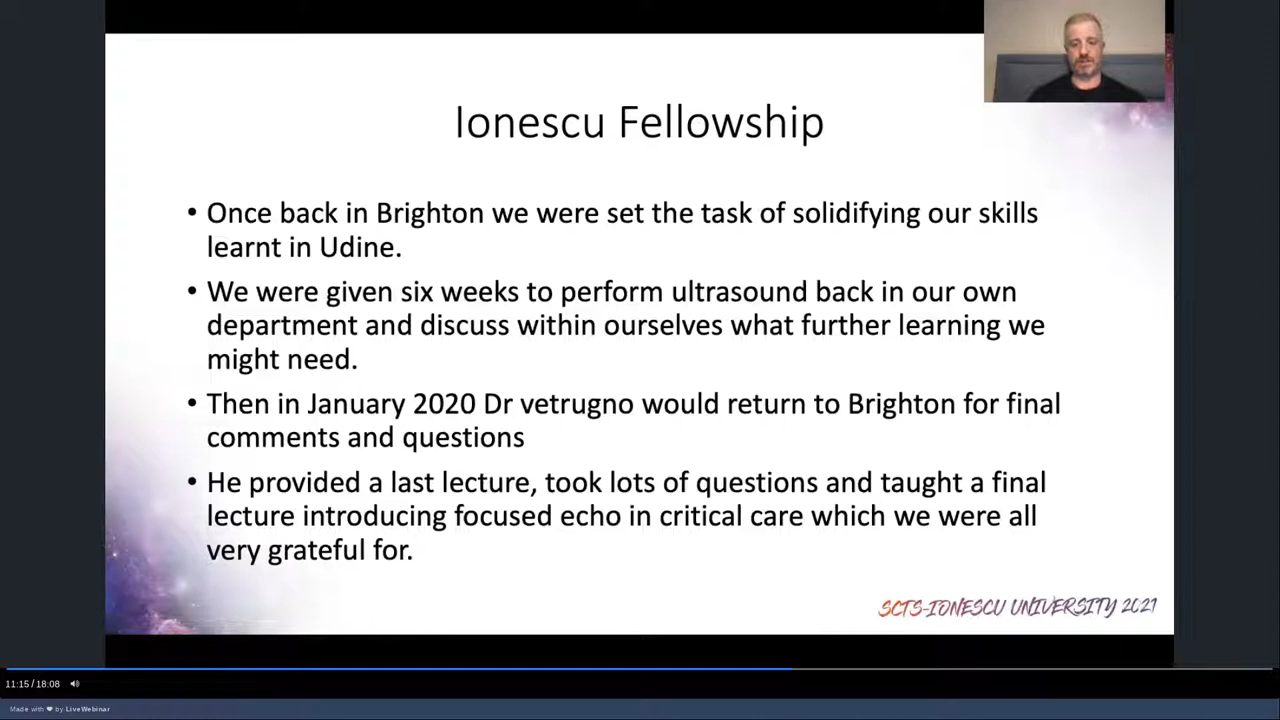 Ionescu Fellowship
• Once back in Brighton we were set the task of solidifying our skills
learnt in Udine.
• We were given six weeks to perform ultrasound back in our own
department and discuss within ourselves what further learning we
might need.
• Then in January 2020 Dr vetrugno would return to Brighton for final
comments and questions
• He provided a last lecture, took lots of questions and taught a final
lecture introducing focused echo in critical care which we were all
very grateful for.
SCTS-IONESCU UNIVERSITY 2021
11:15 / 18:08
Made with ❤ by LiveWebinar